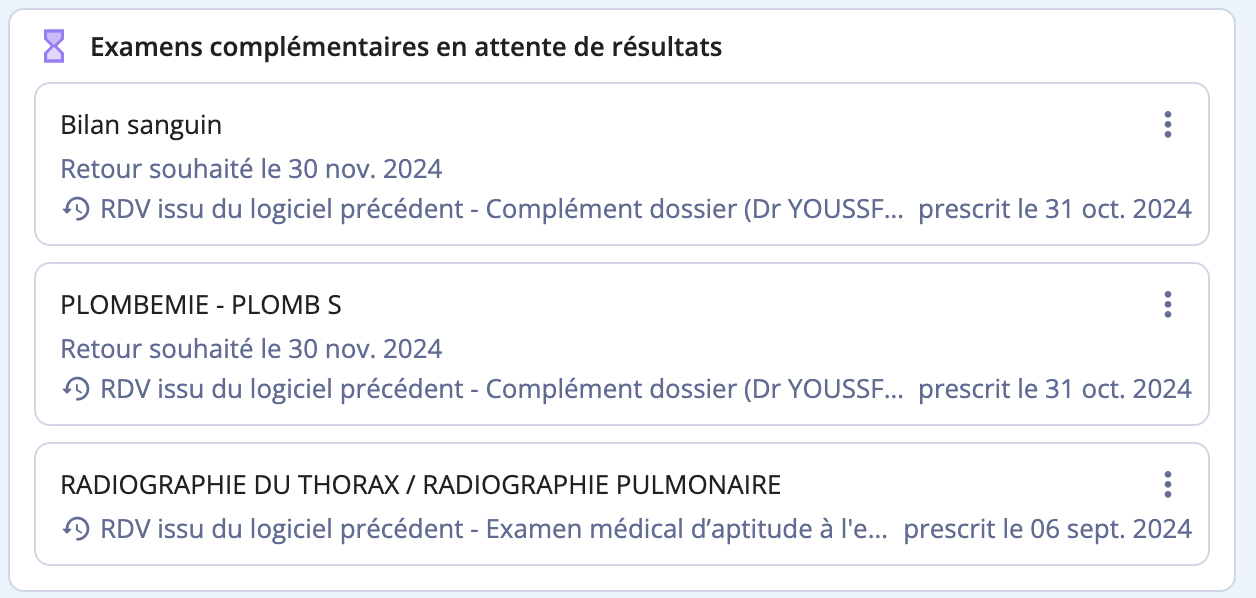 Examens complémentaires en attente de résultats
Bilan sanguin
Retour souhaité le 30 nov. 2024
RDV issu du logiciel précédent - Complément dossier (Dr YOUSSF... prescrit le 31 oct. 2024
PLOMBEMIE - PLOMB S
Retour souhaité le 30 nov. 2024
RDV issu du logiciel précédent - Complément dossier (Dr YOUSSF... prescrit le 31 oct. 2024
RADIOGRAPHIE DU THORAX / RADIOGRAPHIE PULMONAIRE
RDV issu du logiciel précédent - Examen médical d’aptitude à l'e... prescrit le 06 sept. 2024